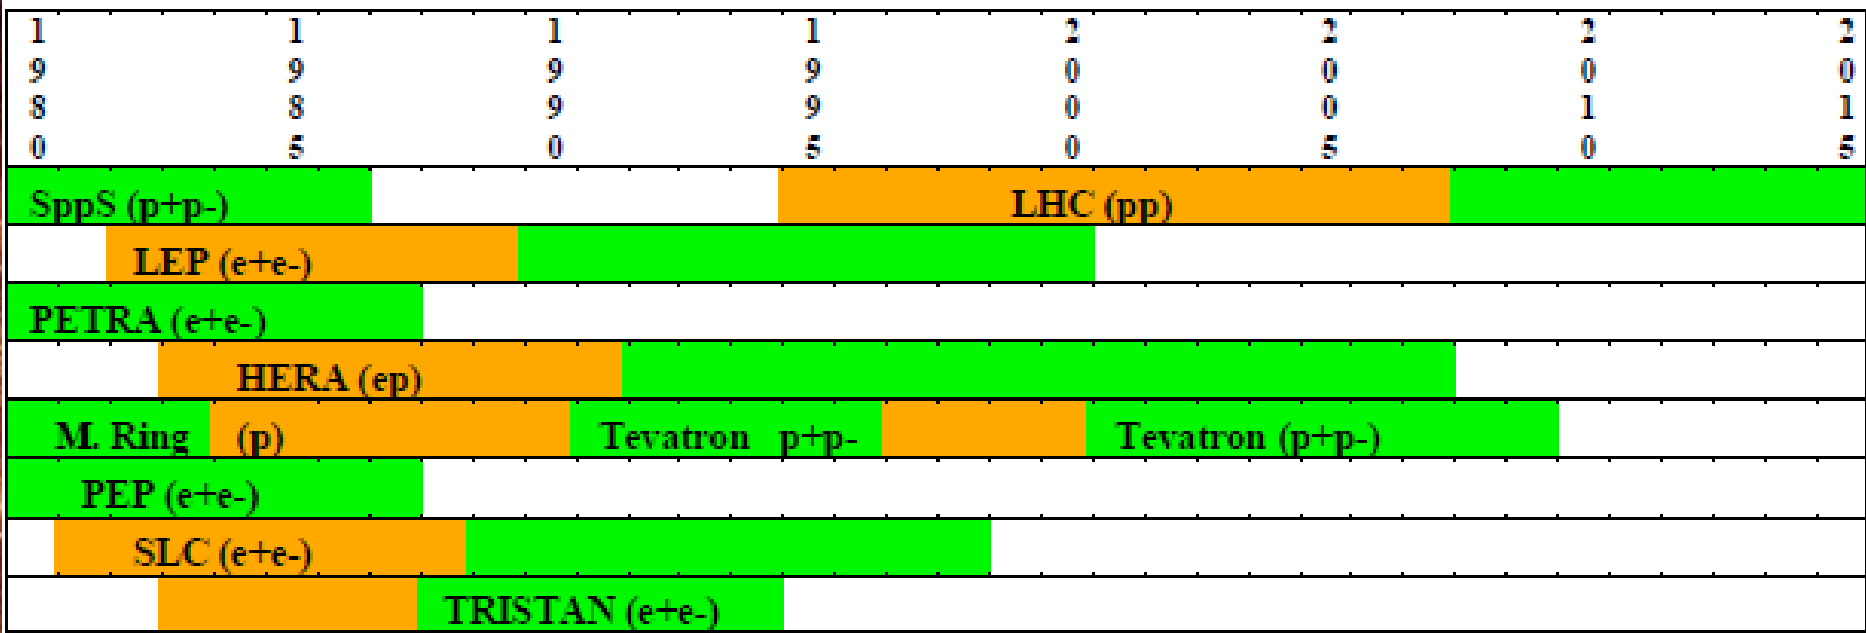 1980 1985 1990 1995 2000 2005 2010 2015
SppS (p+p-) LHC (pp)
LEP (e+e-)
PETRA (e+e-)
HERA (ep)
M. Ring (p) Tevatron p+p- Tevatron (p+p-)
PEP (e+e-)
SLC (e+e-)
TRISTAN (e+e-)